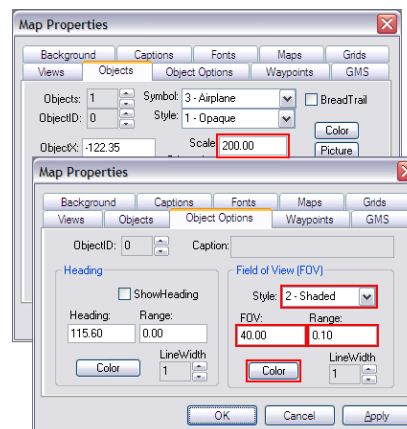 Map Properties
Background Captions Fonts Maps Grids
Views Objects Object Options Waypoints GMS
Objects: 1 Symbol: 3 - Airplane BreadTrail
ObjectID: 0 Style: 1 - Opaque
Color
ObjectX: -122.35 Scale 200.00
Picture
Map Properties
Background Captions Fonts Maps Grids
Views Objects Object Options Waypoints GMS
ObjectID: 0 Caption:
Heading Field of View (FOV)
ShowHeading Style: 2 - Shaded
Heading: Range: FOV: Range:
115.60 0.00 40.00 0.10
LineWidth LineWidth
Color 1 Color 1
OK Cancel Apply